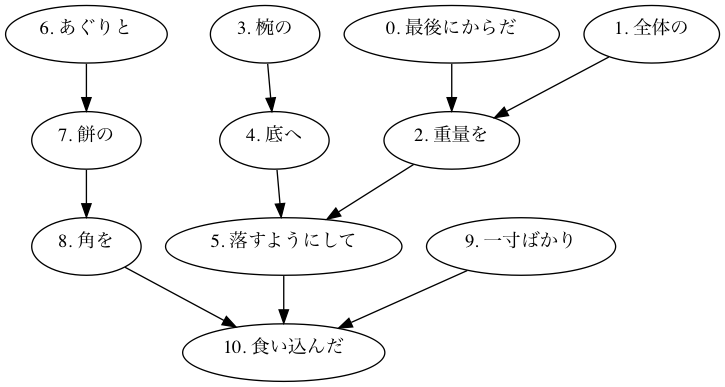 6. あぐりと
3. 椀の
0. 最後にからだ
1. 全体の
7. 餅の
4. 底へ
2. 重量を
8. 角を
5. 落すようにして
9. 一寸ばかり
10. 食い込んだ